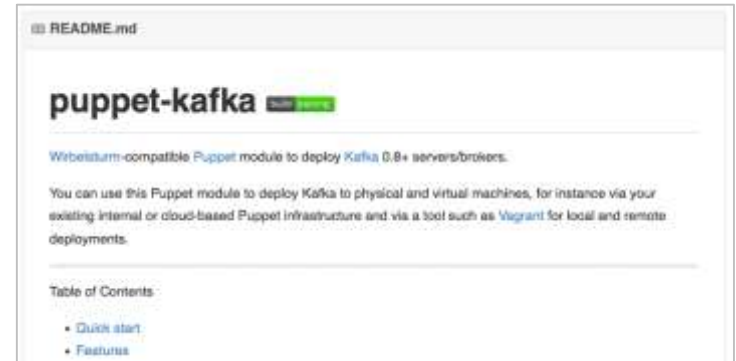 README.md
puppet-kafka build passing
Wirbelsturm-compatible Puppet module to deploy Kafka 0.8+ servers/brokers.
You can use this Puppet module to deploy Kafka to physical and virtual machines, for instance via your
existing internal or cloud-based Puppet infrastructure and via a tool such as Vagrant for local and remote
deployments.
Table of Contents
• Quick start
• Features